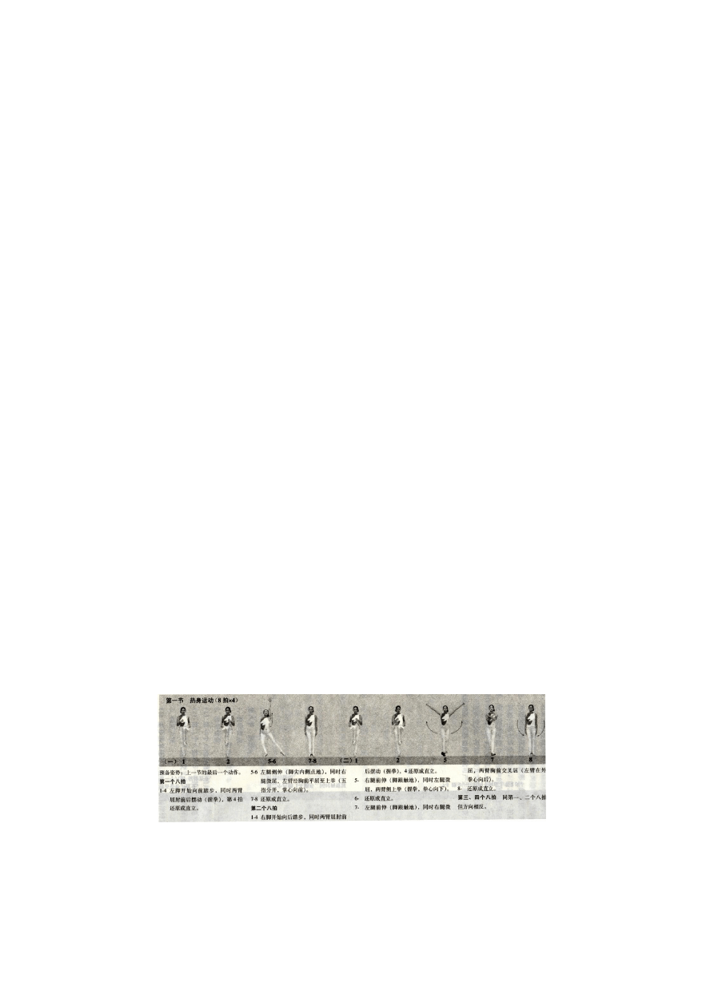 第一节 热身运动(8拍×4)
(一) 1 2 5-6 7-8 (二) 1 2 5 7 8
预备姿势:上一节的最后一个动作。
第一个八拍
1-4 左脚开始向前踏步,同时两臂
屈肘前后摆动(握拳),第4拍
还原成直立。
5-6 左腿侧伸(脚尖内侧点地),同时右
腿微屈,左臂经胸前平屈至上举(五
指分开,掌心向前)。
7-8 还原成直立。
第二个八拍
1-4 右脚开始向后踏步,同时两臂屈肘前
后摆动(握拳),4还原成直立。
5- 右腿前伸(脚跟触地),同时左腿微
屈,两臂侧上举(握拳,拳心向下)。
6- 还原成直立。
7- 左腿前伸(脚跟触地),同时右腿微
屈,两臂胸前交叉屈(左臂在外
拳心向后)。
8- 还原成直立。
第三、四个八拍 同第一、二个八拍
但方向相反。